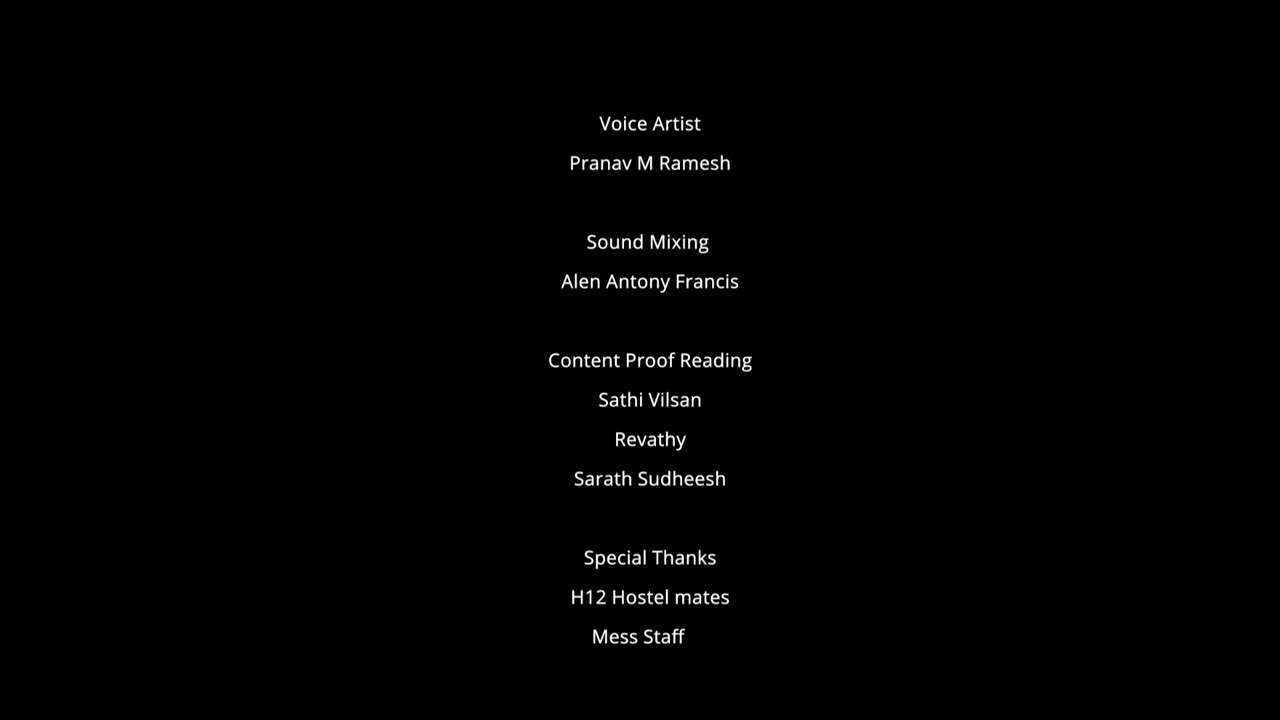 Voice Artist
Pranav M Ramesh
Sound Mixing
Alen Antony Francis
Content Proof Reading
Sathi Vilsan
Revathy
Sarath Sudheesh
Special Thanks
H12 Hostel mates
Mess Staff